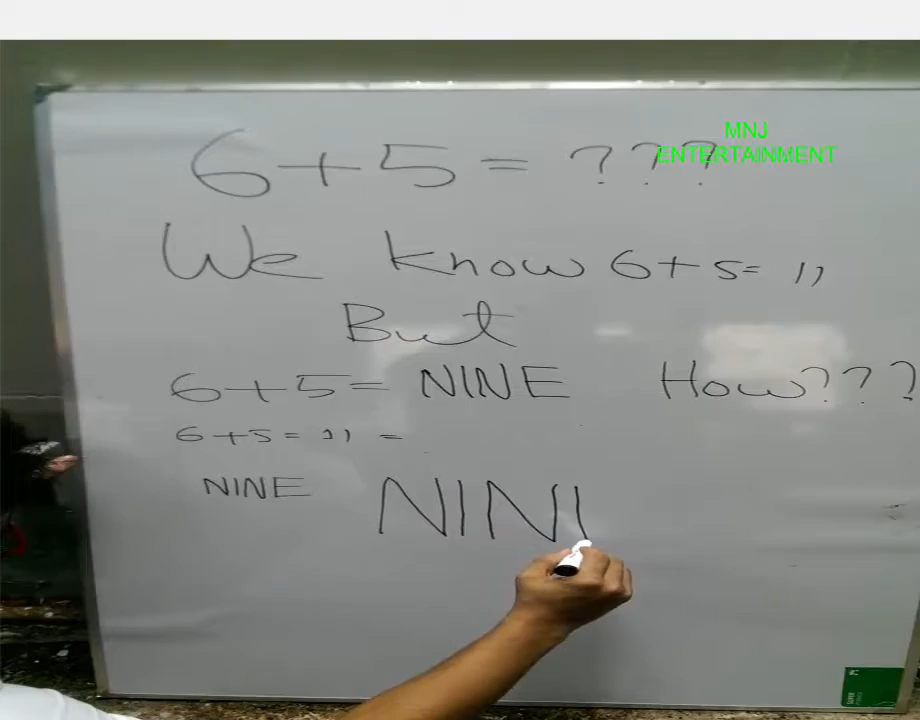 MNJ
ENTERTAINMENT
6+5= ???
We know 6+5= 11
But
6+5= NINE How???
6+5= 11 =
NINE NINI